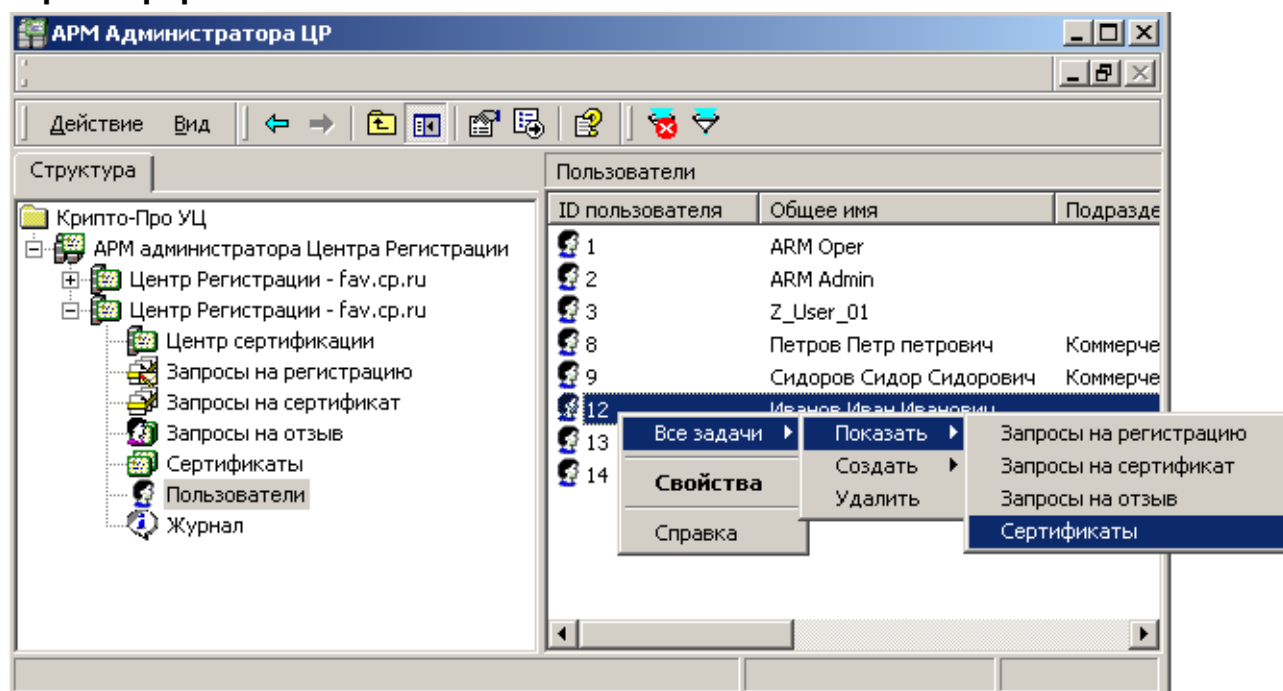 АРМ Администратора ЦР
Действие Вид
Структура
Пользователи
Крипто-Про УЦ
АРМ администратора Центра Регистрации
Центр Регистрации - fav.cp.ru
Центр Регистрации - fav.cp.ru
Центр сертификации
Запросы на регистрацию
Запросы на сертификат
Запросы на отзыв
Сертификаты
Пользователи
Журнал
ID пользователя Общее имя Подразде
1 ARM Oper
2 ARM Admin
3 Z_User_01
8 Петров Петр петрович Коммерче
9 Сидоров Сидор Сидорович Коммерче
12 Иванов Иван Иванович
13
14
Все задачи
Свойства
Справка
Показать
Создать
Удалить
Запросы на регистрацию
Запросы на сертификат
Запросы на отзыв
Сертификаты